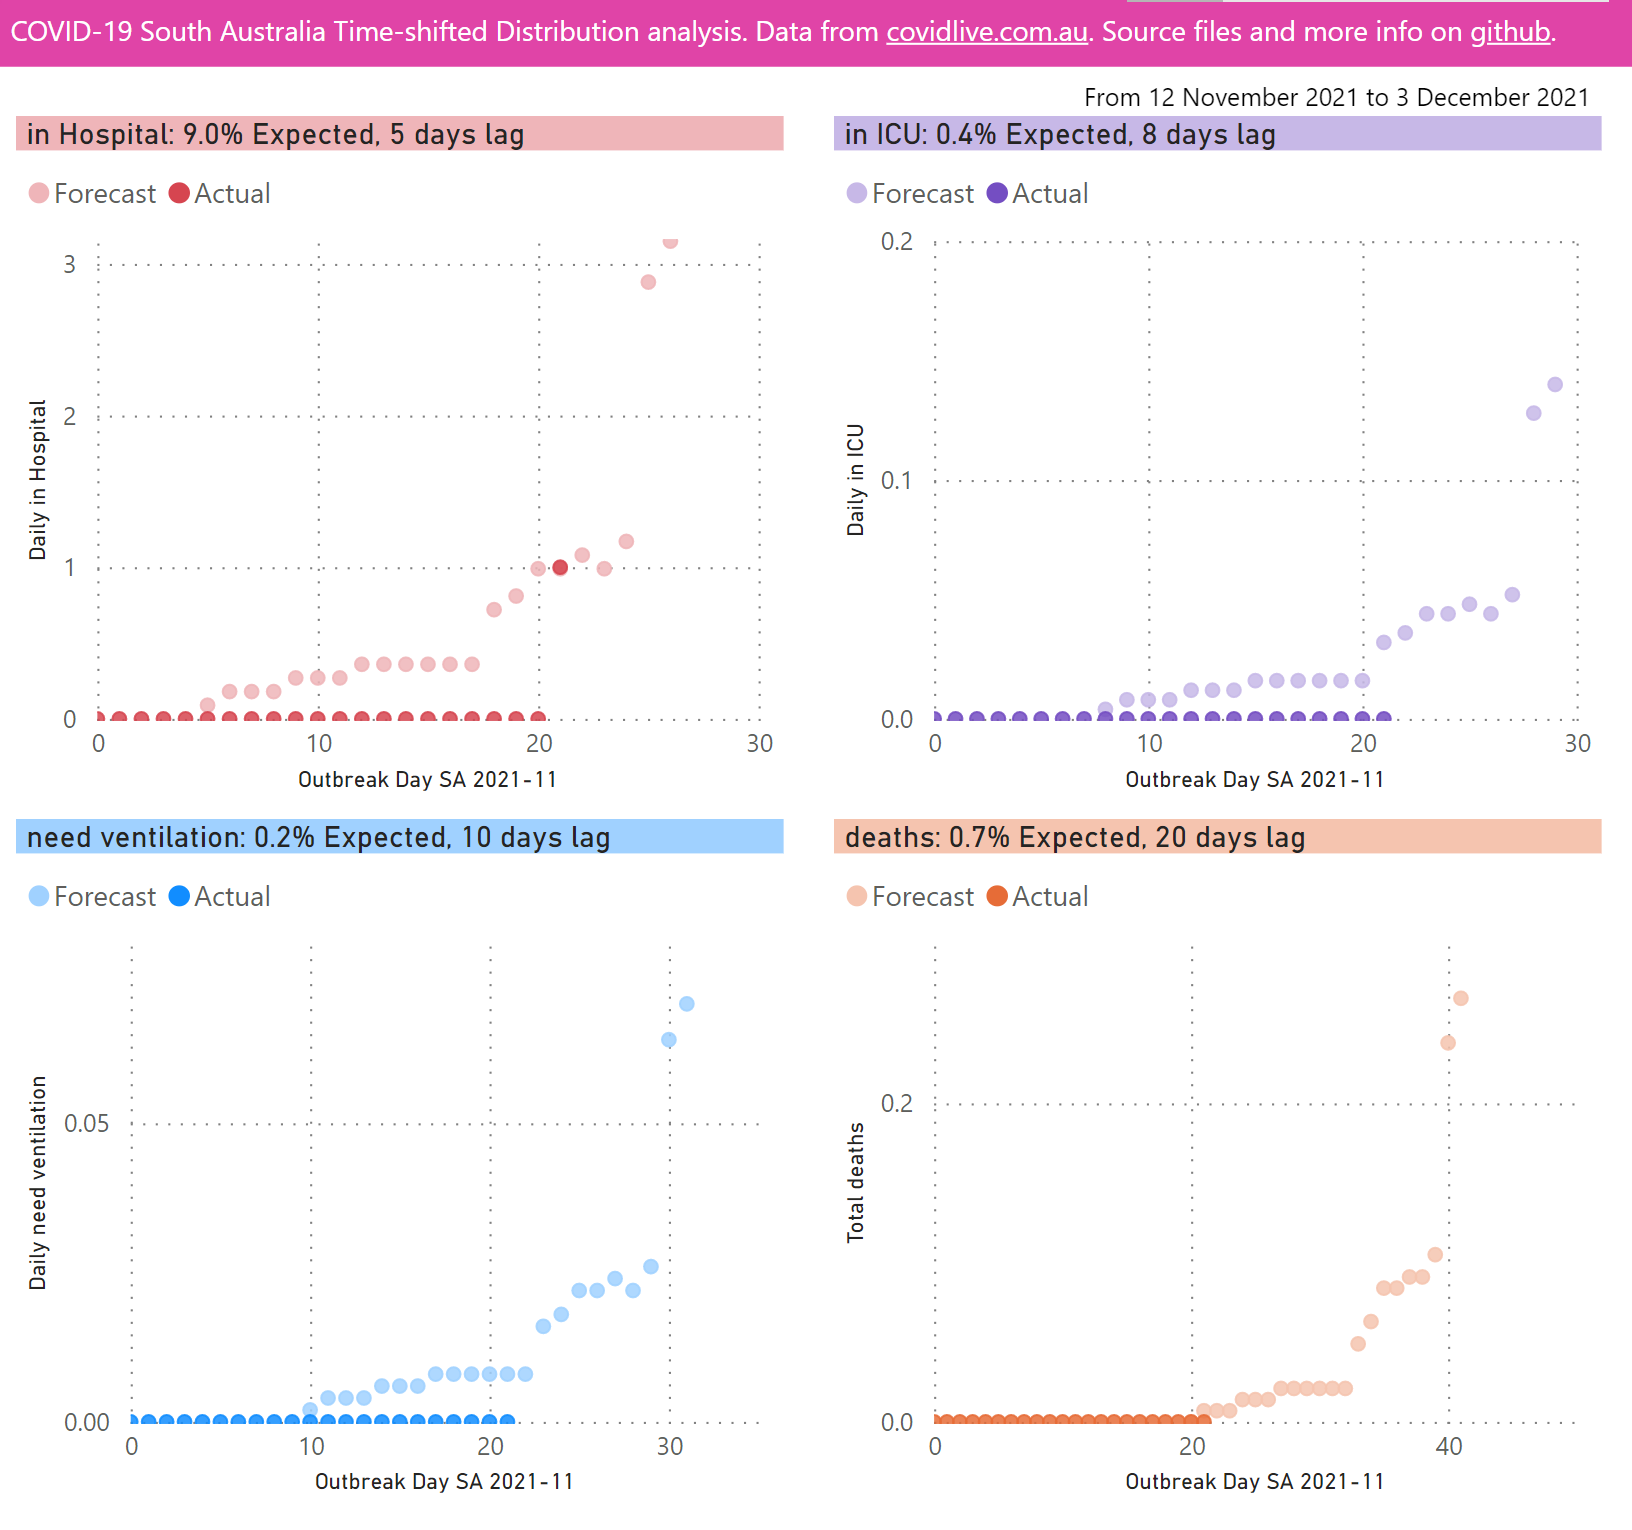 COVID-19 South Australia Time-shifted Distribution analysis. Data from covidlive.com.au. Source files and more info on github.
From 12 November 2021 to 3 December 2021
in Hospital: 9.0% Expected, 5 days lag
Forecast Actual
Daily in Hospital
3
2
1
0
0 10 20 30
Outbreak Day SA 2021-11
in ICU: 0.4% Expected, 8 days lag
Forecast Actual
Daily in ICU
0.2
0.1
0.0
0 10 20 30
Outbreak Day SA 2021-11
need ventilation: 0.2% Expected, 10 days lag
Forecast Actual
Daily need ventilation
0.05
0.00
0 10 20 30
Outbreak Day SA 2021-11
deaths: 0.7% Expected, 20 days lag
Forecast Actual
Total deaths
0.2
0.0
0 20 40
Outbreak Day SA 2021-11